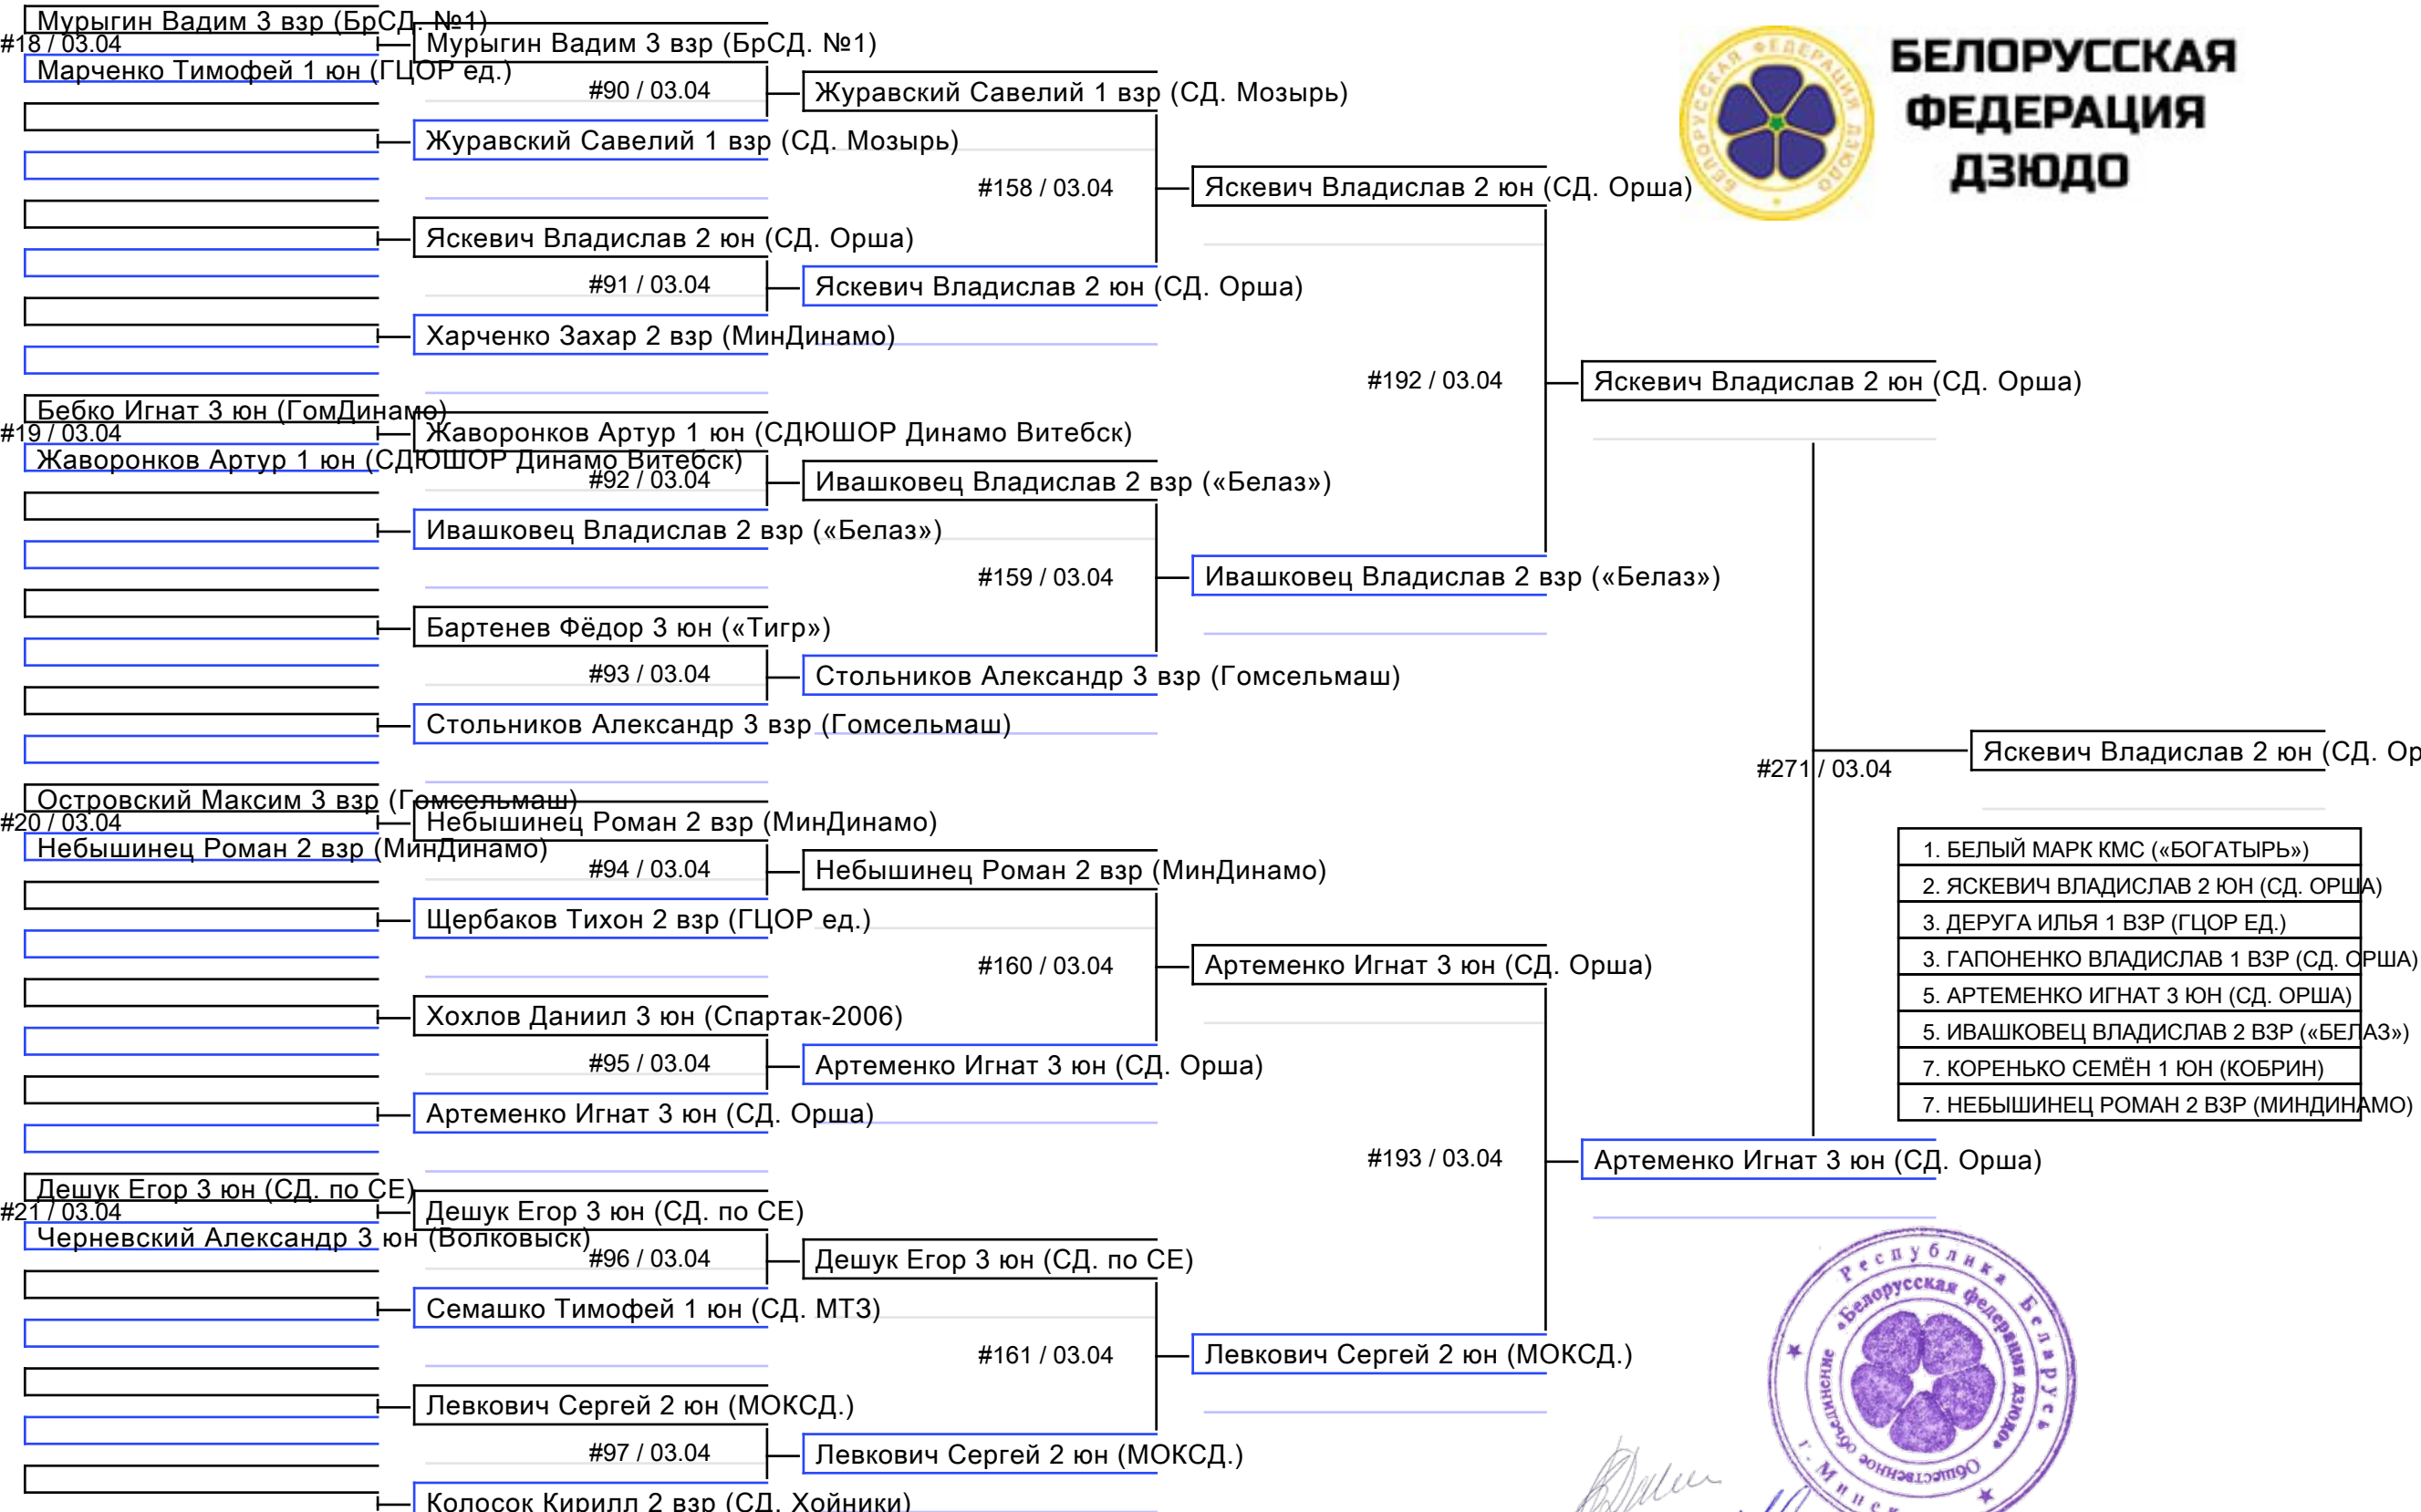 Мурыгин Вадим 3 взр (БрСД. №1)
#18 / 03.04
Мурыгин Вадим 3 взр (БрСД. №1)
Марченко Тимофей 1 юн (ГЦОР ед.)
#90 / 03.04
Журавский Савелий 1 взр (СД. Мозырь)
Журавский Савелий 1 взр (СД. Мозырь)
#158 / 03.04
Яскевич Владислав 2 юн (СД. Орша)
Яскевич Владислав 2 юн (СД. Орша)
#91 / 03.04
Яскевич Владислав 2 юн (СД. Орша)
Харченко Захар 2 взр (МинДинамо)
#192 / 03.04
Яскевич Владислав 2 юн (СД. Орша)
Бебко Игнат 3 юн (ГомДинамо)
#19 / 03.04
Жаворонков Артур 1 юн (СДЮШОР Динамо Витебск)
Жаворонков Артур 1 юн (СДЮШОР Динамо Витебск)
#92 / 03.04
Ивашковец Владислав 2 взр («Белаз»)
Ивашковец Владислав 2 взр («Белаз»)
#159 / 03.04
Ивашковец Владислав 2 взр («Белаз»)
Бартенев Фёдор 3 юн («Тигр»)
#93 / 03.04
Стольников Александр 3 взр (Гомсельмаш)
Стольников Александр 3 взр (Гомсельмаш)
#271 / 03.04
Яскевич Владислав 2 юн (СД. Ор
Островский Максим 3 взр (Гомсельмаш)
#20 / 03.04
Небышинец Роман 2 взр (МинДинамо)
Небышинец Роман 2 взр (МинДинамо)
#94 / 03.04
Небышинец Роман 2 взр (МинДинамо)
Щербаков Тихон 2 взр (ГЦОР ед.)
#160 / 03.04
Артеменко Игнат 3 юн (СД. Орша)
Хохлов Даниил 3 юн (Спартак-2006)
#95 / 03.04
Артеменко Игнат 3 юн (СД. Орша)
Артеменко Игнат 3 юн (СД. Орша)
#193 / 03.04
Артеменко Игнат 3 юн (СД. Орша)
Дешук Егор 3 юн (СД. по СЕ)
#21 / 03.04
Дешук Егор 3 юн (СД. по СЕ)
Черневский Александр 3 юн (Волковыск)
#96 / 03.04
Дешук Егор 3 юн (СД. по СЕ)
Семашко Тимофей 1 юн (СД. МТЗ)
#161 / 03.04
Левкович Сергей 2 юн (МОКСД.)
Левкович Сергей 2 юн (МОКСД.)
#97 / 03.04
Левкович Сергей 2 юн (МОКСД.)
Колосок Кирилл 2 взр (СД. Хойники)
БЕЛОРУССКАЯ ФЕДЕРАЦИЯ ДЗЮДО
БЕЛОРУССКАЯ
ФЕДЕРАЦИЯ
ДЗЮДО
1. БЕЛЫЙ МАРК КМС («БОГАТЫРЬ»)
2. ЯСКЕВИЧ ВЛАДИСЛАВ 2 ЮН (СД. ОРША)
3. ДЕРУГА ИЛЬЯ 1 ВЗР (ГЦОР ЕД.)
3. ГАПОНЕНКО ВЛАДИСЛАВ 1 ВЗР (СД. ОРША)
5. АРТЕМЕНКО ИГНАТ 3 ЮН (СД. ОРША)
5. ИВАШКОВЕЦ ВЛАДИСЛАВ 2 ВЗР («БЕЛАЗ»)
7. КОРЕНЬКО СЕМЁН 1 ЮН (КОБРИН)
7. НЕБЫШИНЕЦ РОМАН 2 ВЗР (МИНДИНАМО)
Республика Беларусь
г. Минск
Общественное объединение
«Белорусская федерация дзюдо»